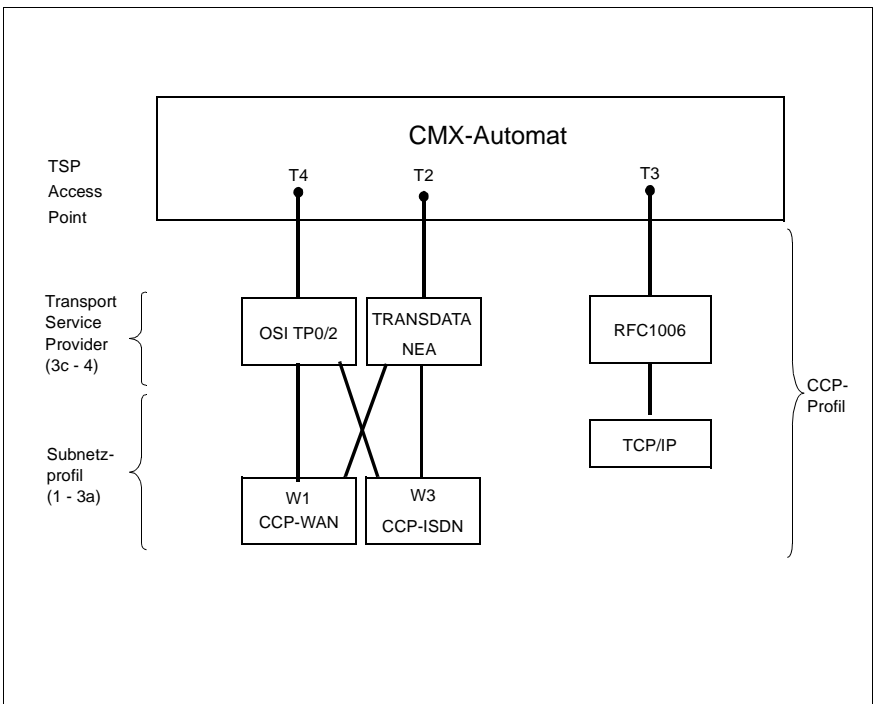 CMX-Automat
TSP
Access
Point
T4
T2
T3
Transport
Service
Provider
(3c - 4)
OSI TP0/2
TRANSDATA
NEA
RFC1006
CCP-
Profil
TCP/IP
Subnetz-
profil
(1 - 3a)
W1
CCP-WAN
W3
CCP-ISDN